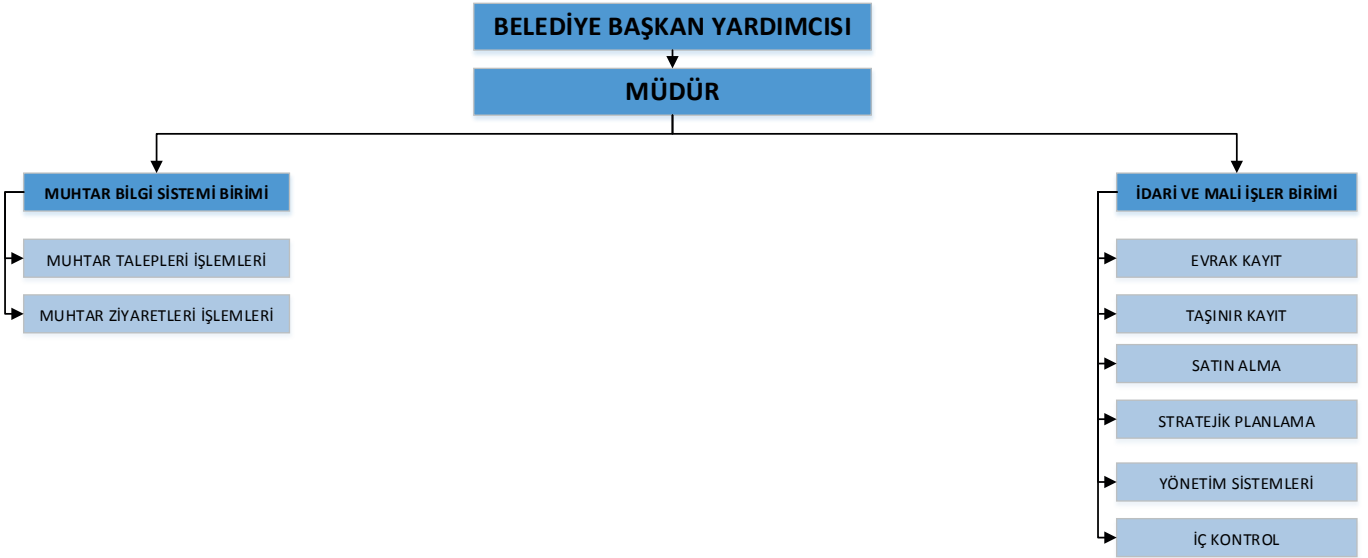 BELEDİYE BAŞKAN YARDIMCISI
MÜDÜR
MUHTAR BİLGİ SİSTEMİ BİRİMİ
MUHTAR TALEPLERİ İŞLEMLERİ
MUHTAR ZİYARETLERİ İŞLEMLERİ
İDARİ VE MALİ İŞLER BİRİMİ
EVRAK KAYIT
TAŞINIR KAYIT
SATIN ALMA
STRATEJİK PLANLAMA
YÖNETİM SİSTEMLERİ
İÇ KONTROL